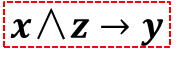 x ∧ z → y